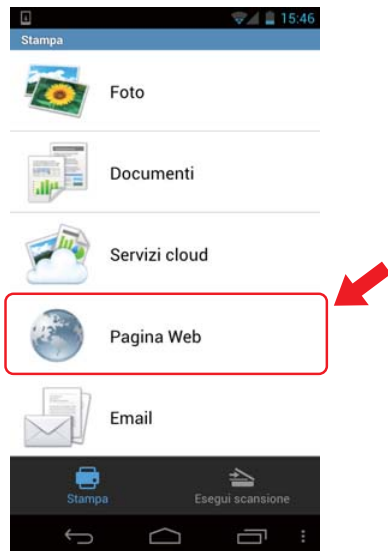 15:46
Stampa
Foto
Documenti
Servizi cloud
Pagina Web
Email
Stampa Esegui scansione